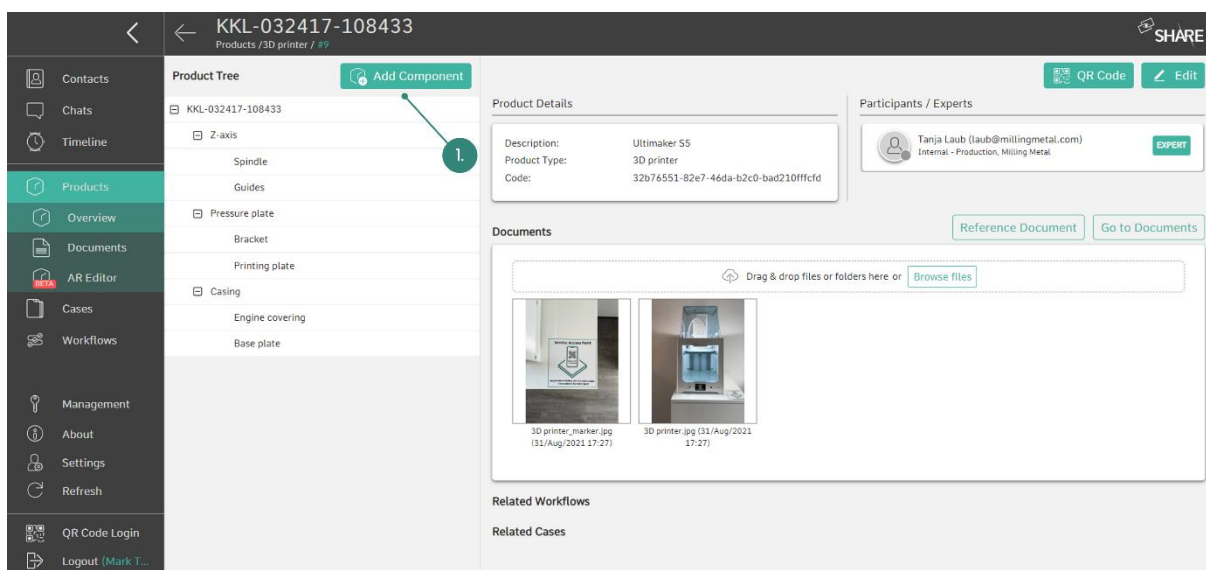 KKL-032417-108433
Products /3D printer / #9
SHARE
Contacts
Chats
Timeline
Products
Overview
Documents
AR Editor
BETA
Cases
Workflows
Management
About
Settings
Refresh
QR Code Login
Logout (Mark T...
Product Tree
Add Component
1.
KKL-032417-108433
Z-axis
Spindle
Guides
Pressure plate
Bracket
Printing plate
Casing
Engine covering
Base plate
QR Code
Edit
Product Details
Description: Ultimaker S5
Product Type: 3D printer
Code: 32b76551-82e7-46da-b2c0-bad210fffcfd
Participants / Experts
Tanja Laub (laub@millingmetal.com)
Internal - Production, Milling Metal
EXPERT
Documents
Reference Document
Go to Documents
Drag & drop files or folders here or Browse files
Service Access Point
3D printer_marker.jpg
(31/Aug/2021 17:27)
3D printer.jpg (31/Aug/2021
17:27)
Related Workflows
Related Cases